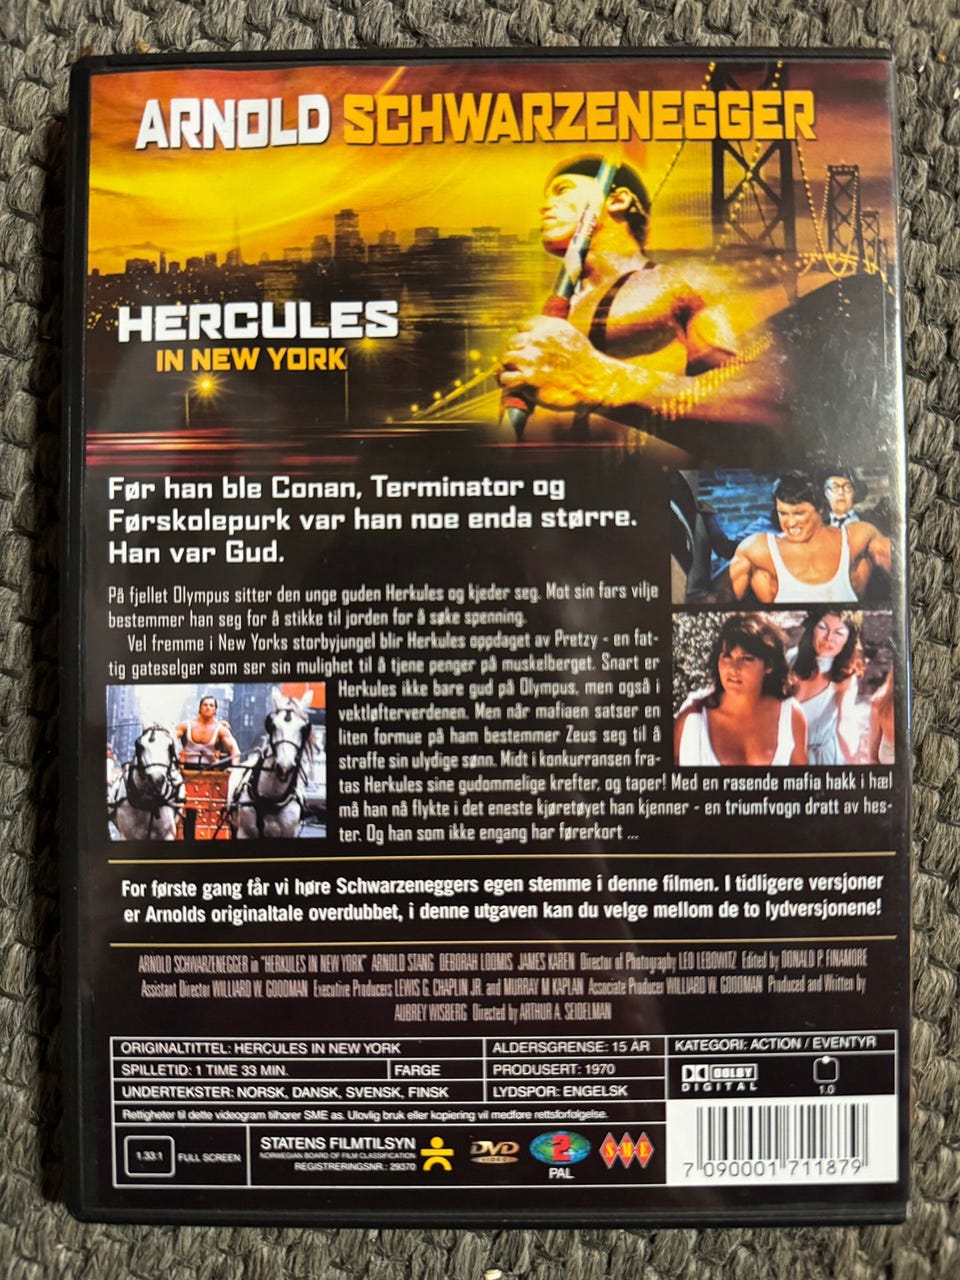 ARNOLD SCHWARZENEGGER
HERCULES
IN NEW YORK
Før han ble Conan, Terminator og
Førskolepurk var han noe enda større.
Han var Gud.
På fjellet Olympus sitter den unge guden Herkules og kjeder seg. Mot sin fars vilje
bestemmer han seg for å stikke til jorden for å søke spenning.
Vel fremme i New Yorks storbyjungel blir Herkules oppdaget av Pretzy - en fat-
tig gateselger som ser sin mulighet til å tjene penger på muskelberget. Snart er
Herkules ikke bare gud på Olympus, men også i
vektløfterverdenen. Men når mafiaen satser en
liten formue på ham bestemmer Zeus seg til å
straffe sin ulydige sønn. Midt i konkurransen fra-
tas Herkules sine guddommelige krefter, og taper! Med en rasende mafia hakk i hæl
må han nå flykte i det eneste kjøretøyet han kjenner - en triumfvogn dratt av hes-
ter. Og han som ikke engang har førerkort ...
For første gang får vi høre Schwarzeneggers egen stemme i denne filmen. I tidligere versjoner
er Arnolds originaltale overdubbet, i denne utgaven kan du velge mellom de to lydversjonene!
ARNOLD SCHWARZENEGGER in "HERKULES IN NEW YORK" ARNOLD STANG DEBORAH LOOMIS JAMES KAREN Director of Photography LEO LEBOWITZ Edited by DONALD P. FINAMORE
Assistant Director WILLIARD W. GOODMAN Executive Producers LEWIS G. CHAPLIN JR. and MURRAY M KAPLAN Associate Producer WILLIARD W. GOODMAN Produced and Written by
AUBREY WISBERG Directed by ARTHUR A. SEIDELMAN
ORIGINALTITTEL: HERCULES IN NEW YORK
ALDERSGRENSE: 15 ÅR
KATEGORI: ACTION / EVENTYR
SPILLETID: 1 TIME 33 MIN.
FARGE
PRODUSERT: 1970
UNDERTEKSTER: NORSK, DANSK, SVENSK, FINSK
LYDSPOR: ENGELSK
DOLBY
DIGITAL
1.0
Rettigheter til dette videogram tilhører SME as. Ulovlig bruk eller kopiering vil medføre rettsforfølgelse.
1.33:1
FULL SCREEN
STATENS FILMTILSYN
NORWEGIAN BOARD OF FILM CLASSIFICATION
REGISTRERINGSNR.: 29370
DVD
VIDEO
2
PAL
SME
7 090001 711879